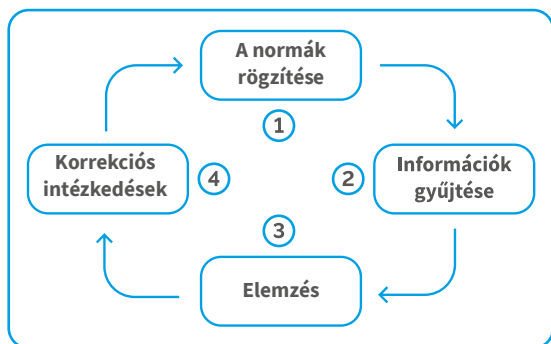 A normák
rögzítése
1
Információk
gyűjtése
2
Elemzés
3
Korrekciós
intézkedések
4